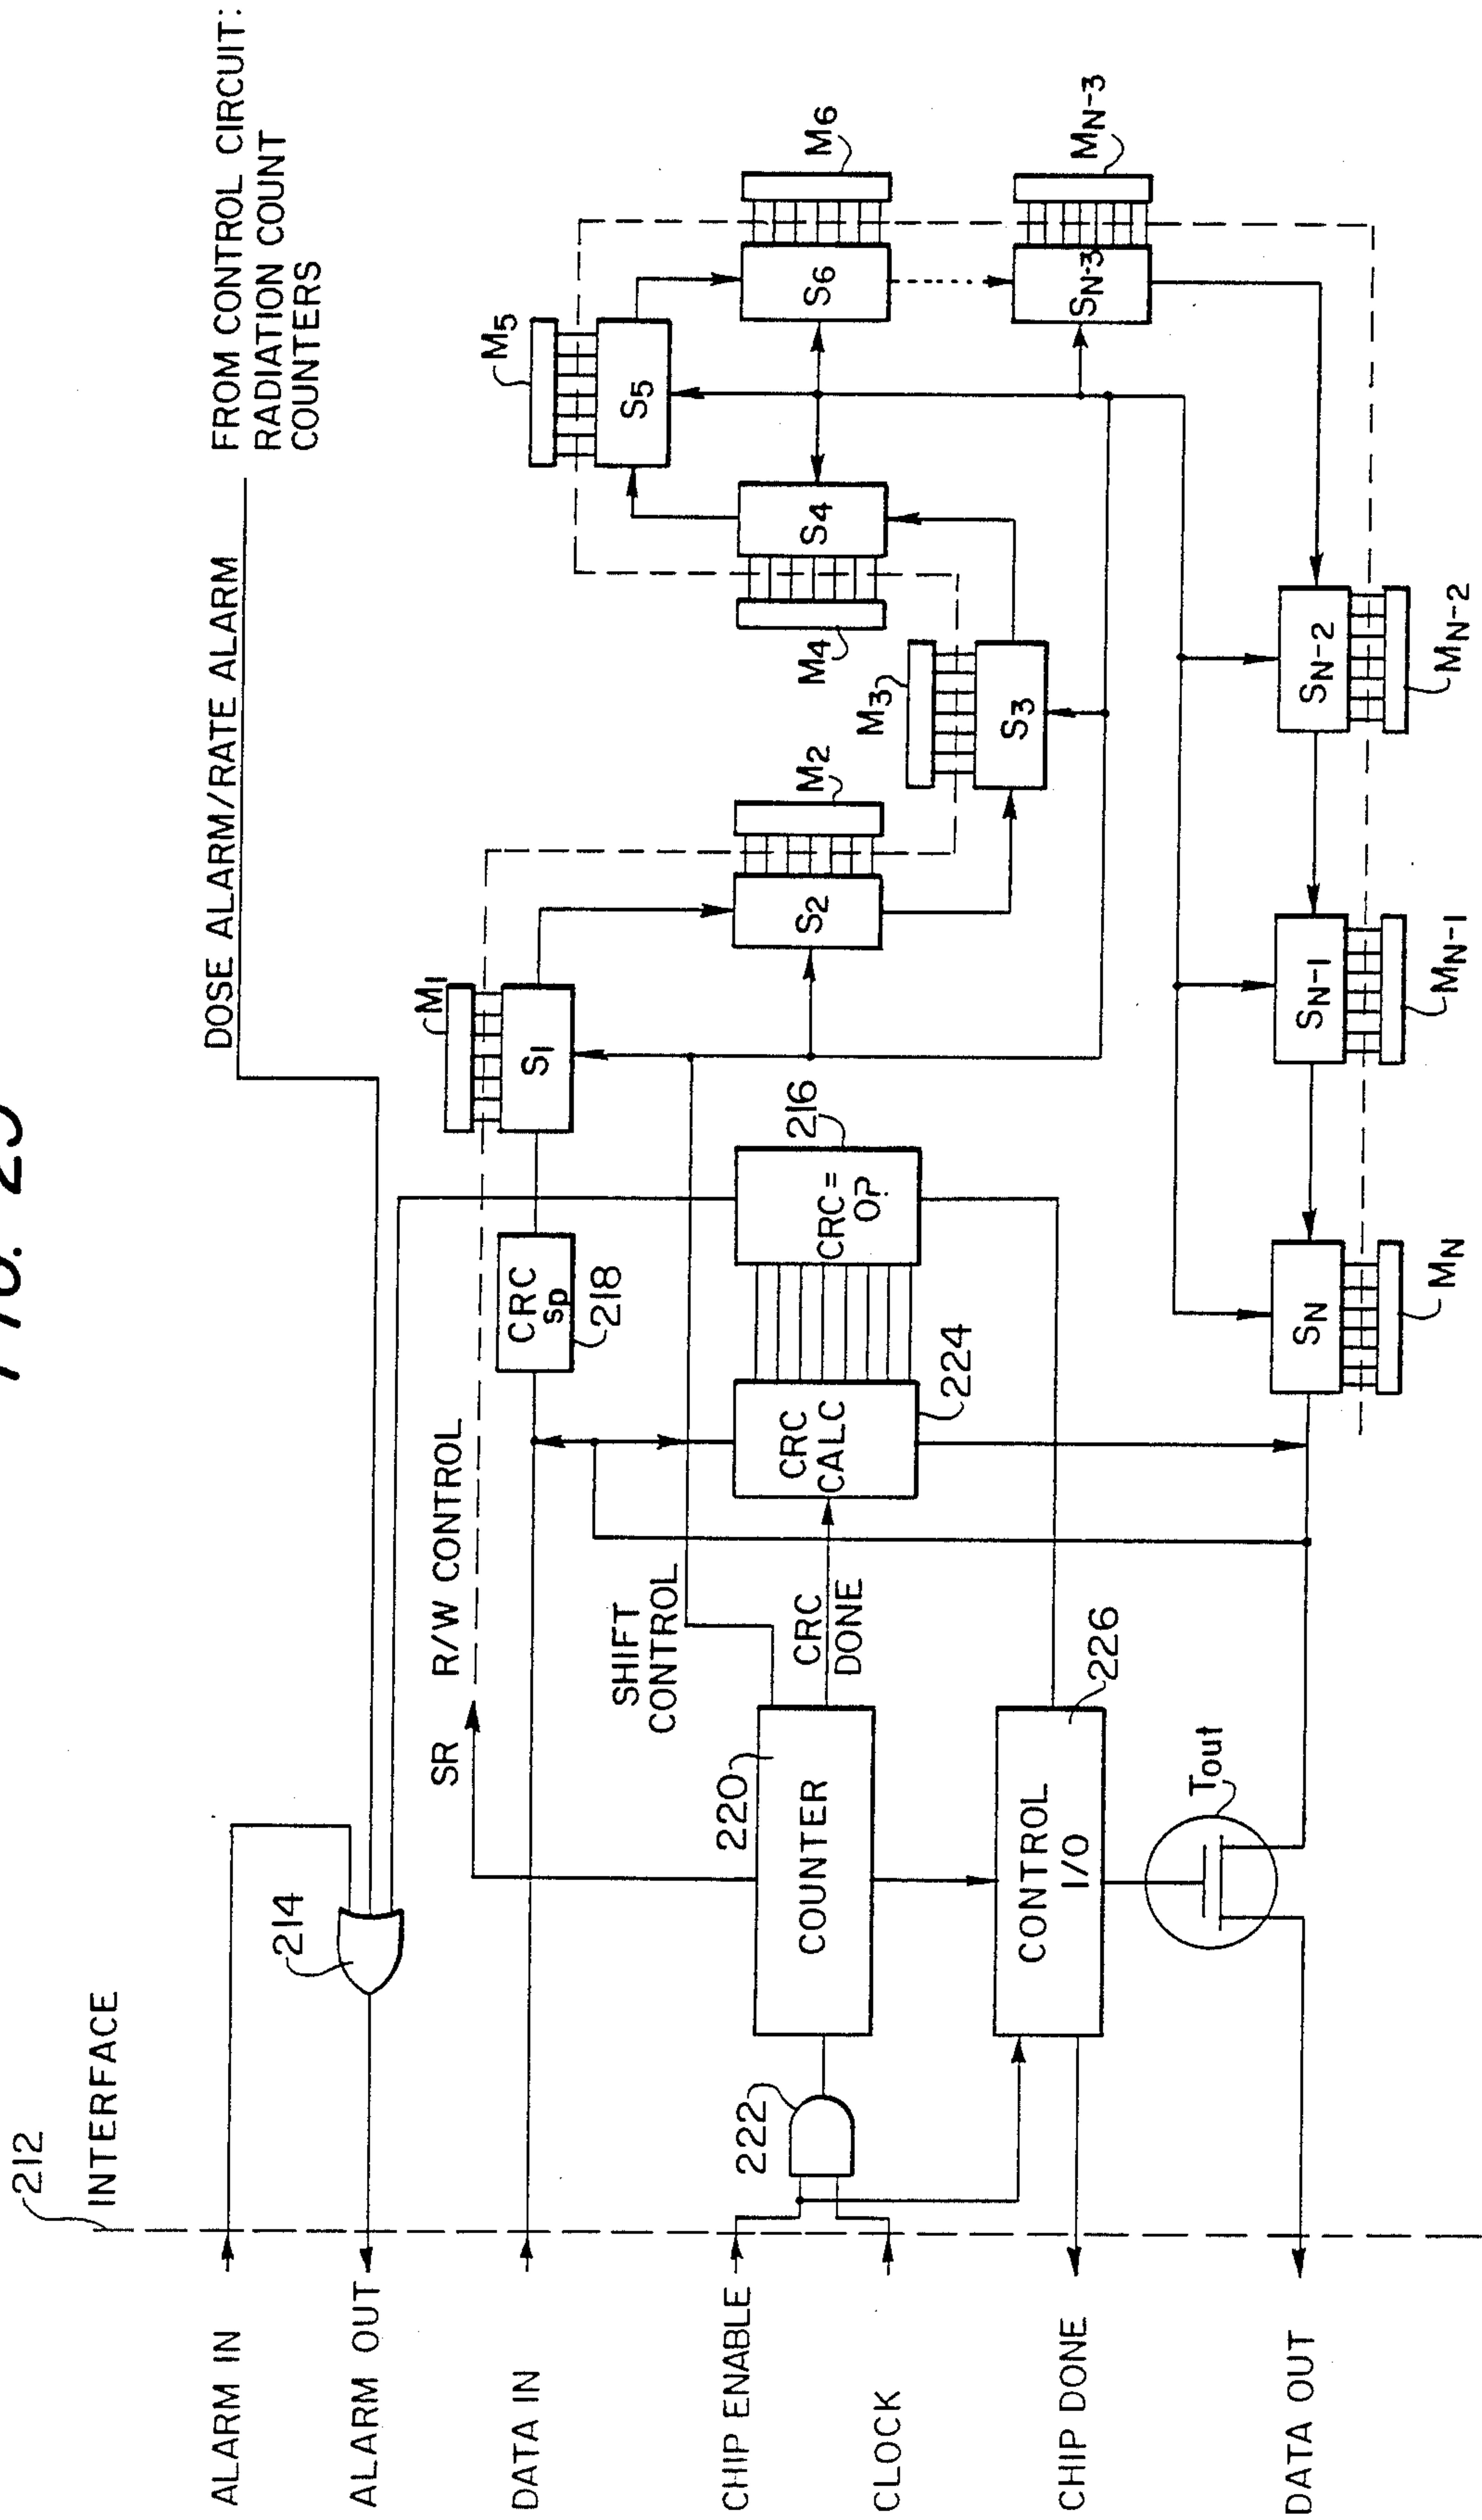 FIG. 25
212
INTERFACE
ALARM IN
ALARM OUT
DATA IN
CHIP ENABLE
CLOCK
CHIP DONE
DATA OUT
214
DOSE ALARM/RATE ALARM
FROM CONTROL CIRCUIT:
RADIATION COUNT
COUNTERS
SR
R/W CONTROL
SHIFT
CONTROL
CRC
DONE
222
220
COUNTER
CONTROL
I/O
226
Tout
CRC
Sp
218
CRC
CALC
224
CRC=
0?
216
M1
S1
M2
S2
M3
S3
M4
S4
M5
S5
M6
S6
MN-3
SN-3
SN-2
MN-2
SN-1
MN-1
SN
MN